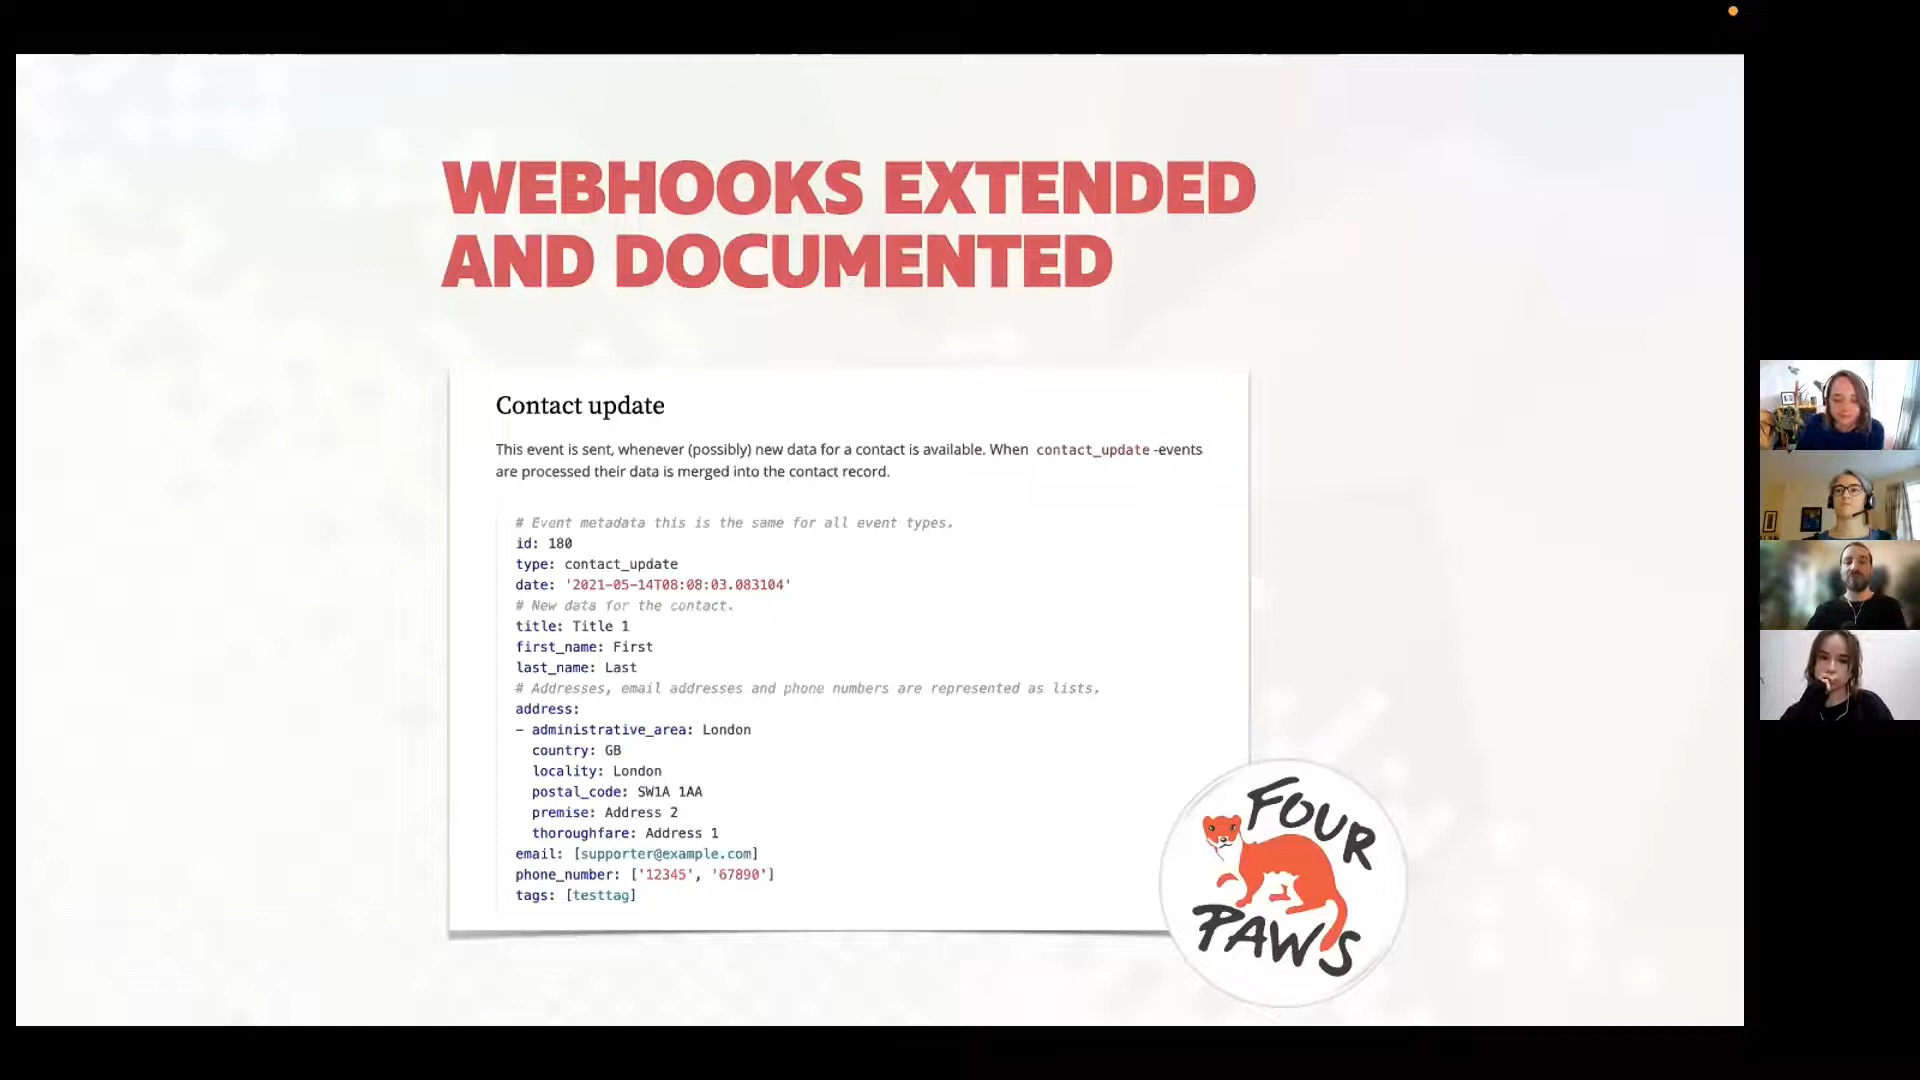 WEBHOOKS EXTENDED
AND DOCUMENTED
Contact update
This event is sent, whenever (possibly) new data for a contact is available. When contact_update -events
are processed their data is merged into the contact record.
# Event metadata this is the same for all event types.
id: 180
type: contact_update
date: '2021-05-14T08:08:03.083104'
# New data for the contact.
title: Title 1
first_name: First
last_name: Last
# Addresses, email addresses and phone numbers are represented as lists.
address:
- administrative_area: London
country: GB
locality: London
postal_code: SW1A 1AA
premise: Address 2
thoroughfare: Address 1
email: [supporter@example.com]
phone_number: ['12345', '67890']
tags: [testtag]
FOUR
PAWS